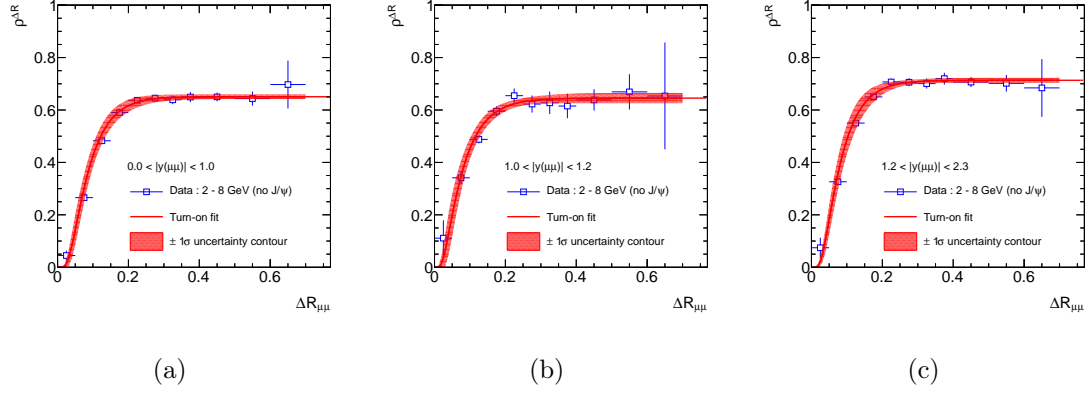 ρ^ΔR
1
0.8
0.6
0.4
0.2
0
0 0.2 0.4 0.6
0.0 < |y(μμ)| < 1.0
Data : 2 - 8 GeV (no J/ψ)
Turn-on fit
± 1σ uncertainty contour
ΔR_μμ
(a)
ρ^ΔR
1
0.8
0.6
0.4
0.2
0
0 0.2 0.4 0.6
1.0 < |y(μμ)| < 1.2
Data : 2 - 8 GeV (no J/ψ)
Turn-on fit
± 1σ uncertainty contour
ΔR_μμ
(b)
ρ^ΔR
1
0.8
0.6
0.4
0.2
0
0 0.2 0.4 0.6
1.2 < |y(μμ)| < 2.3
Data : 2 - 8 GeV (no J/ψ)
Turn-on fit
± 1σ uncertainty contour
ΔR_μμ
(c)